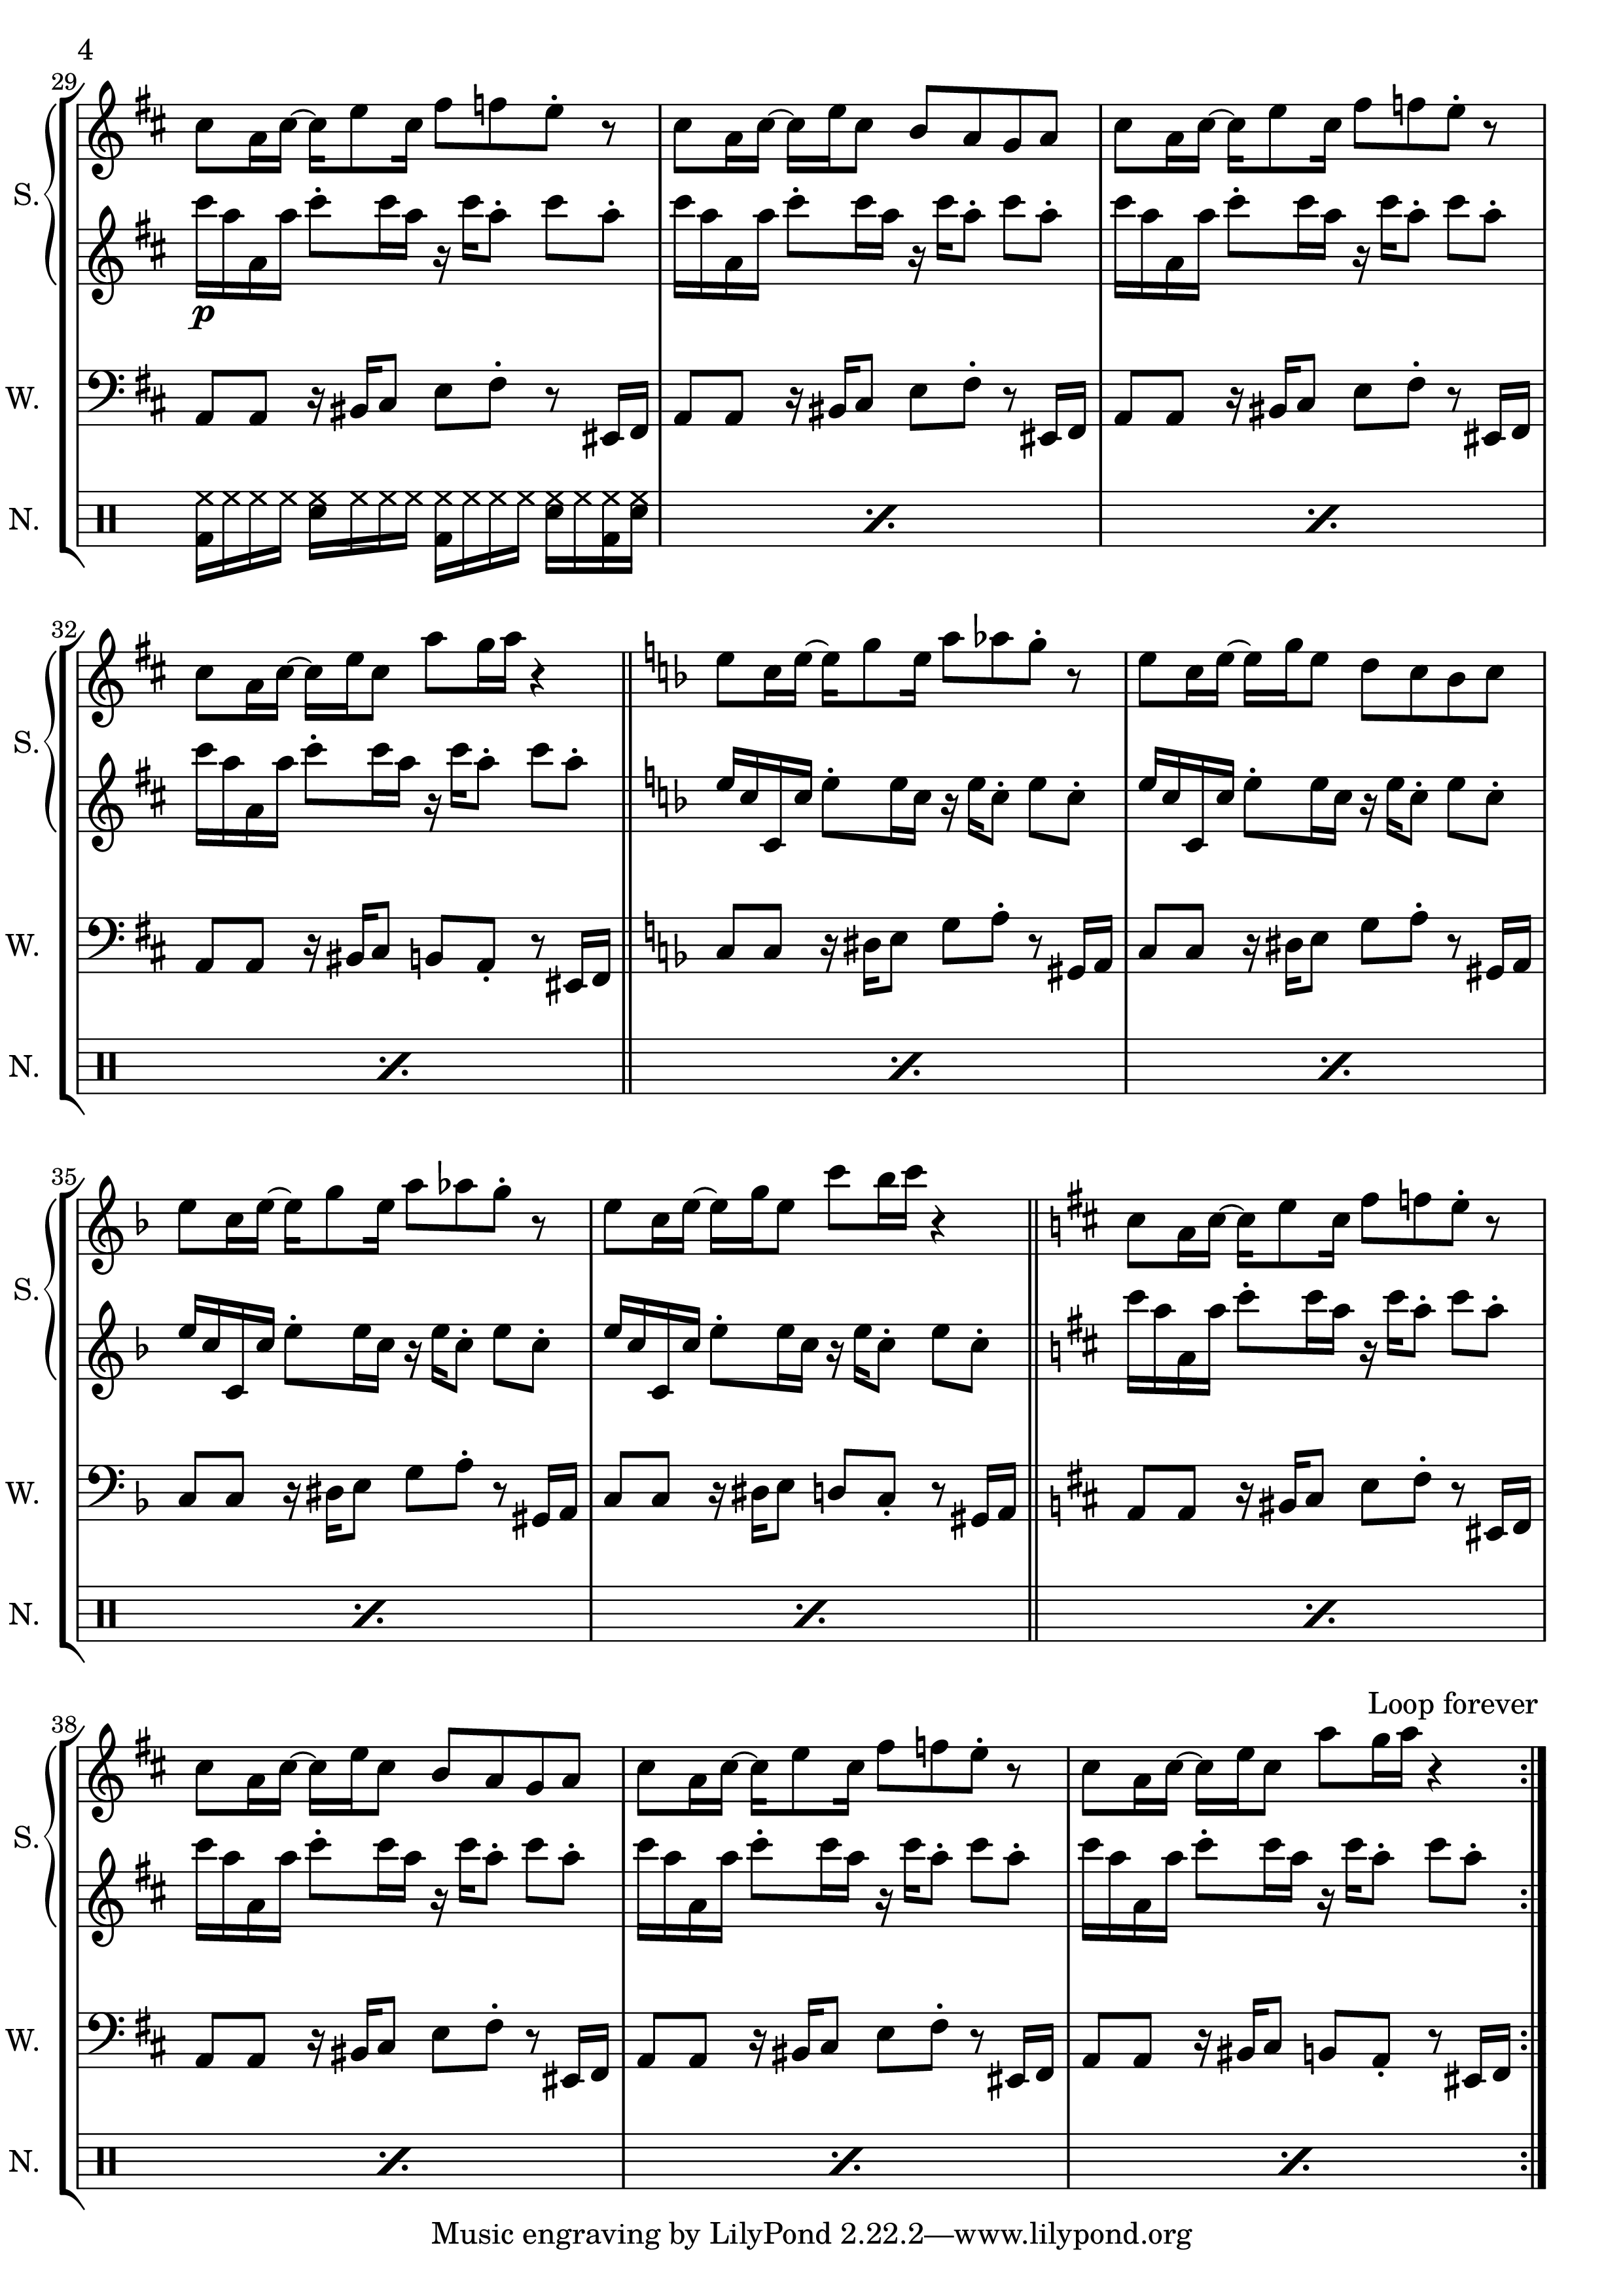 4
29
S.
p
W.
N.
32
S.
W.
N.
35
S.
W.
N.
Loop forever
38
S.
W.
N.
Music engraving by LilyPond 2.22.2—www.lilypond.org